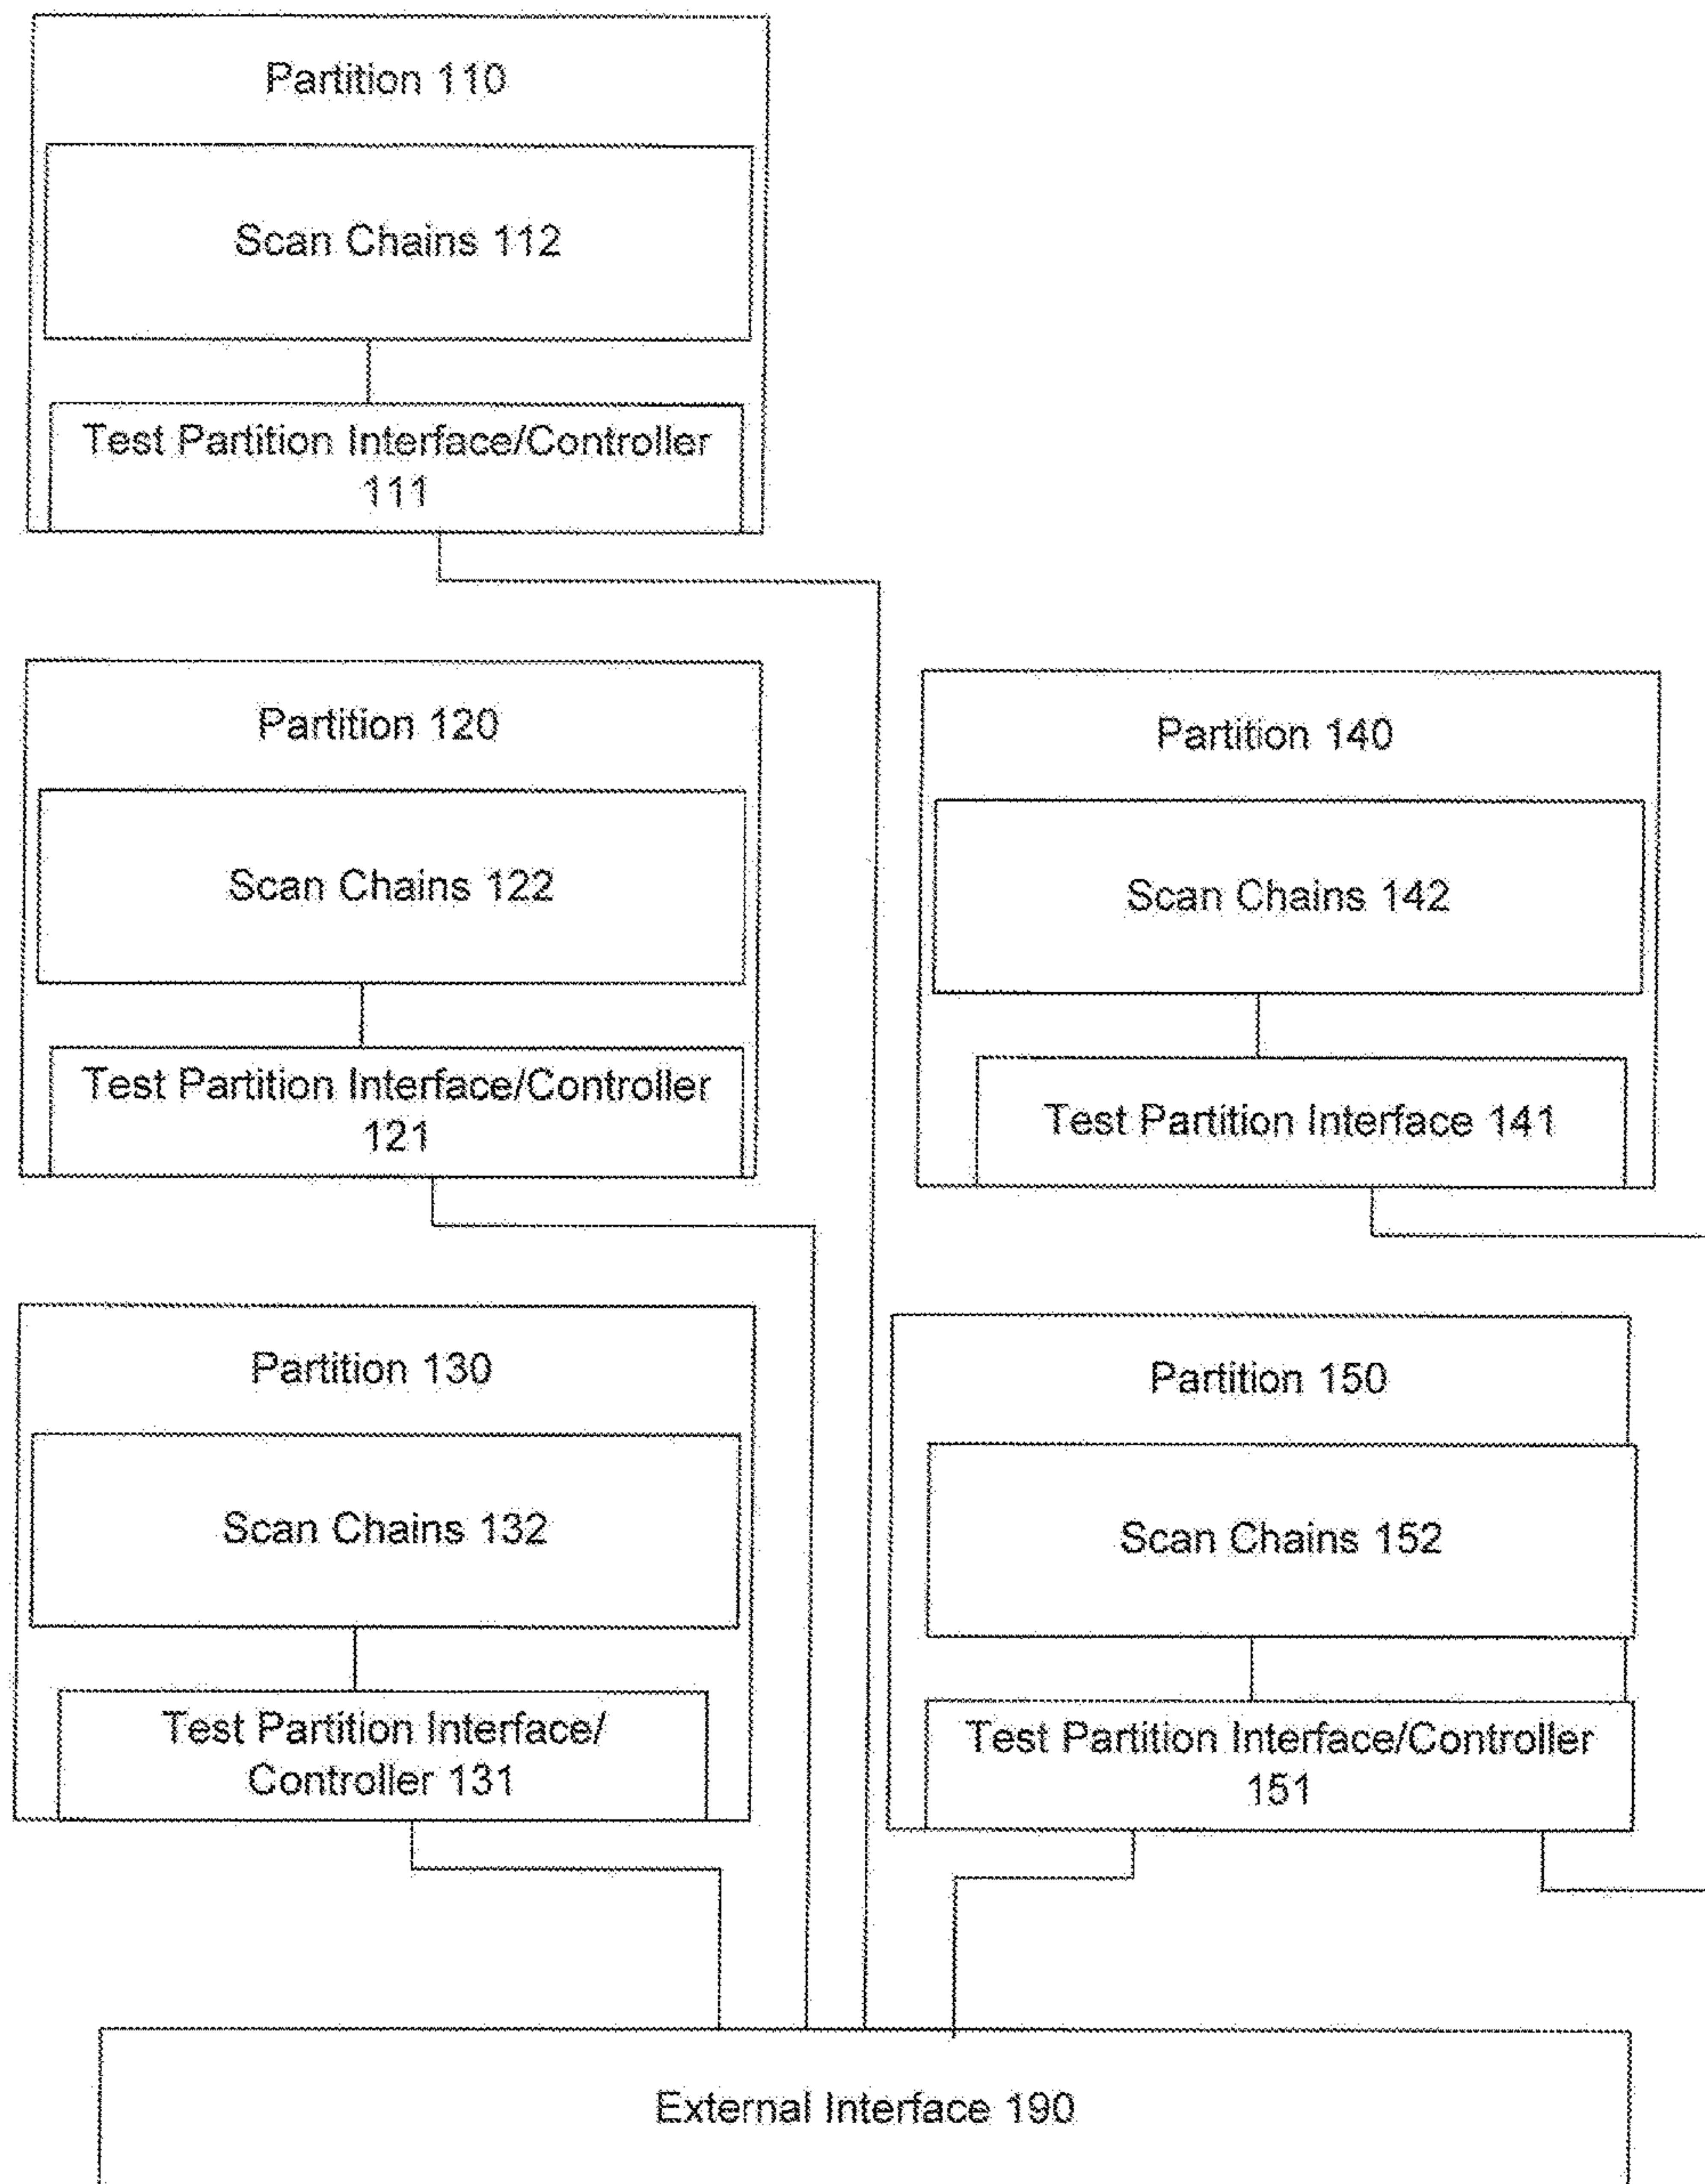 Partition 110
Scan Chains 112
Test Partition Interface/Controller
111
Partition 120
Scan Chains 122
Test Partition Interface/Controller
121
Partition 130
Scan Chains 132
Test Partition Interface/
Controller 131
Partition 140
Scan Chains 142
Test Partition Interface 141
Partition 150
Scan Chains 152
Test Partition Interface/Controller
151
External Interface 190